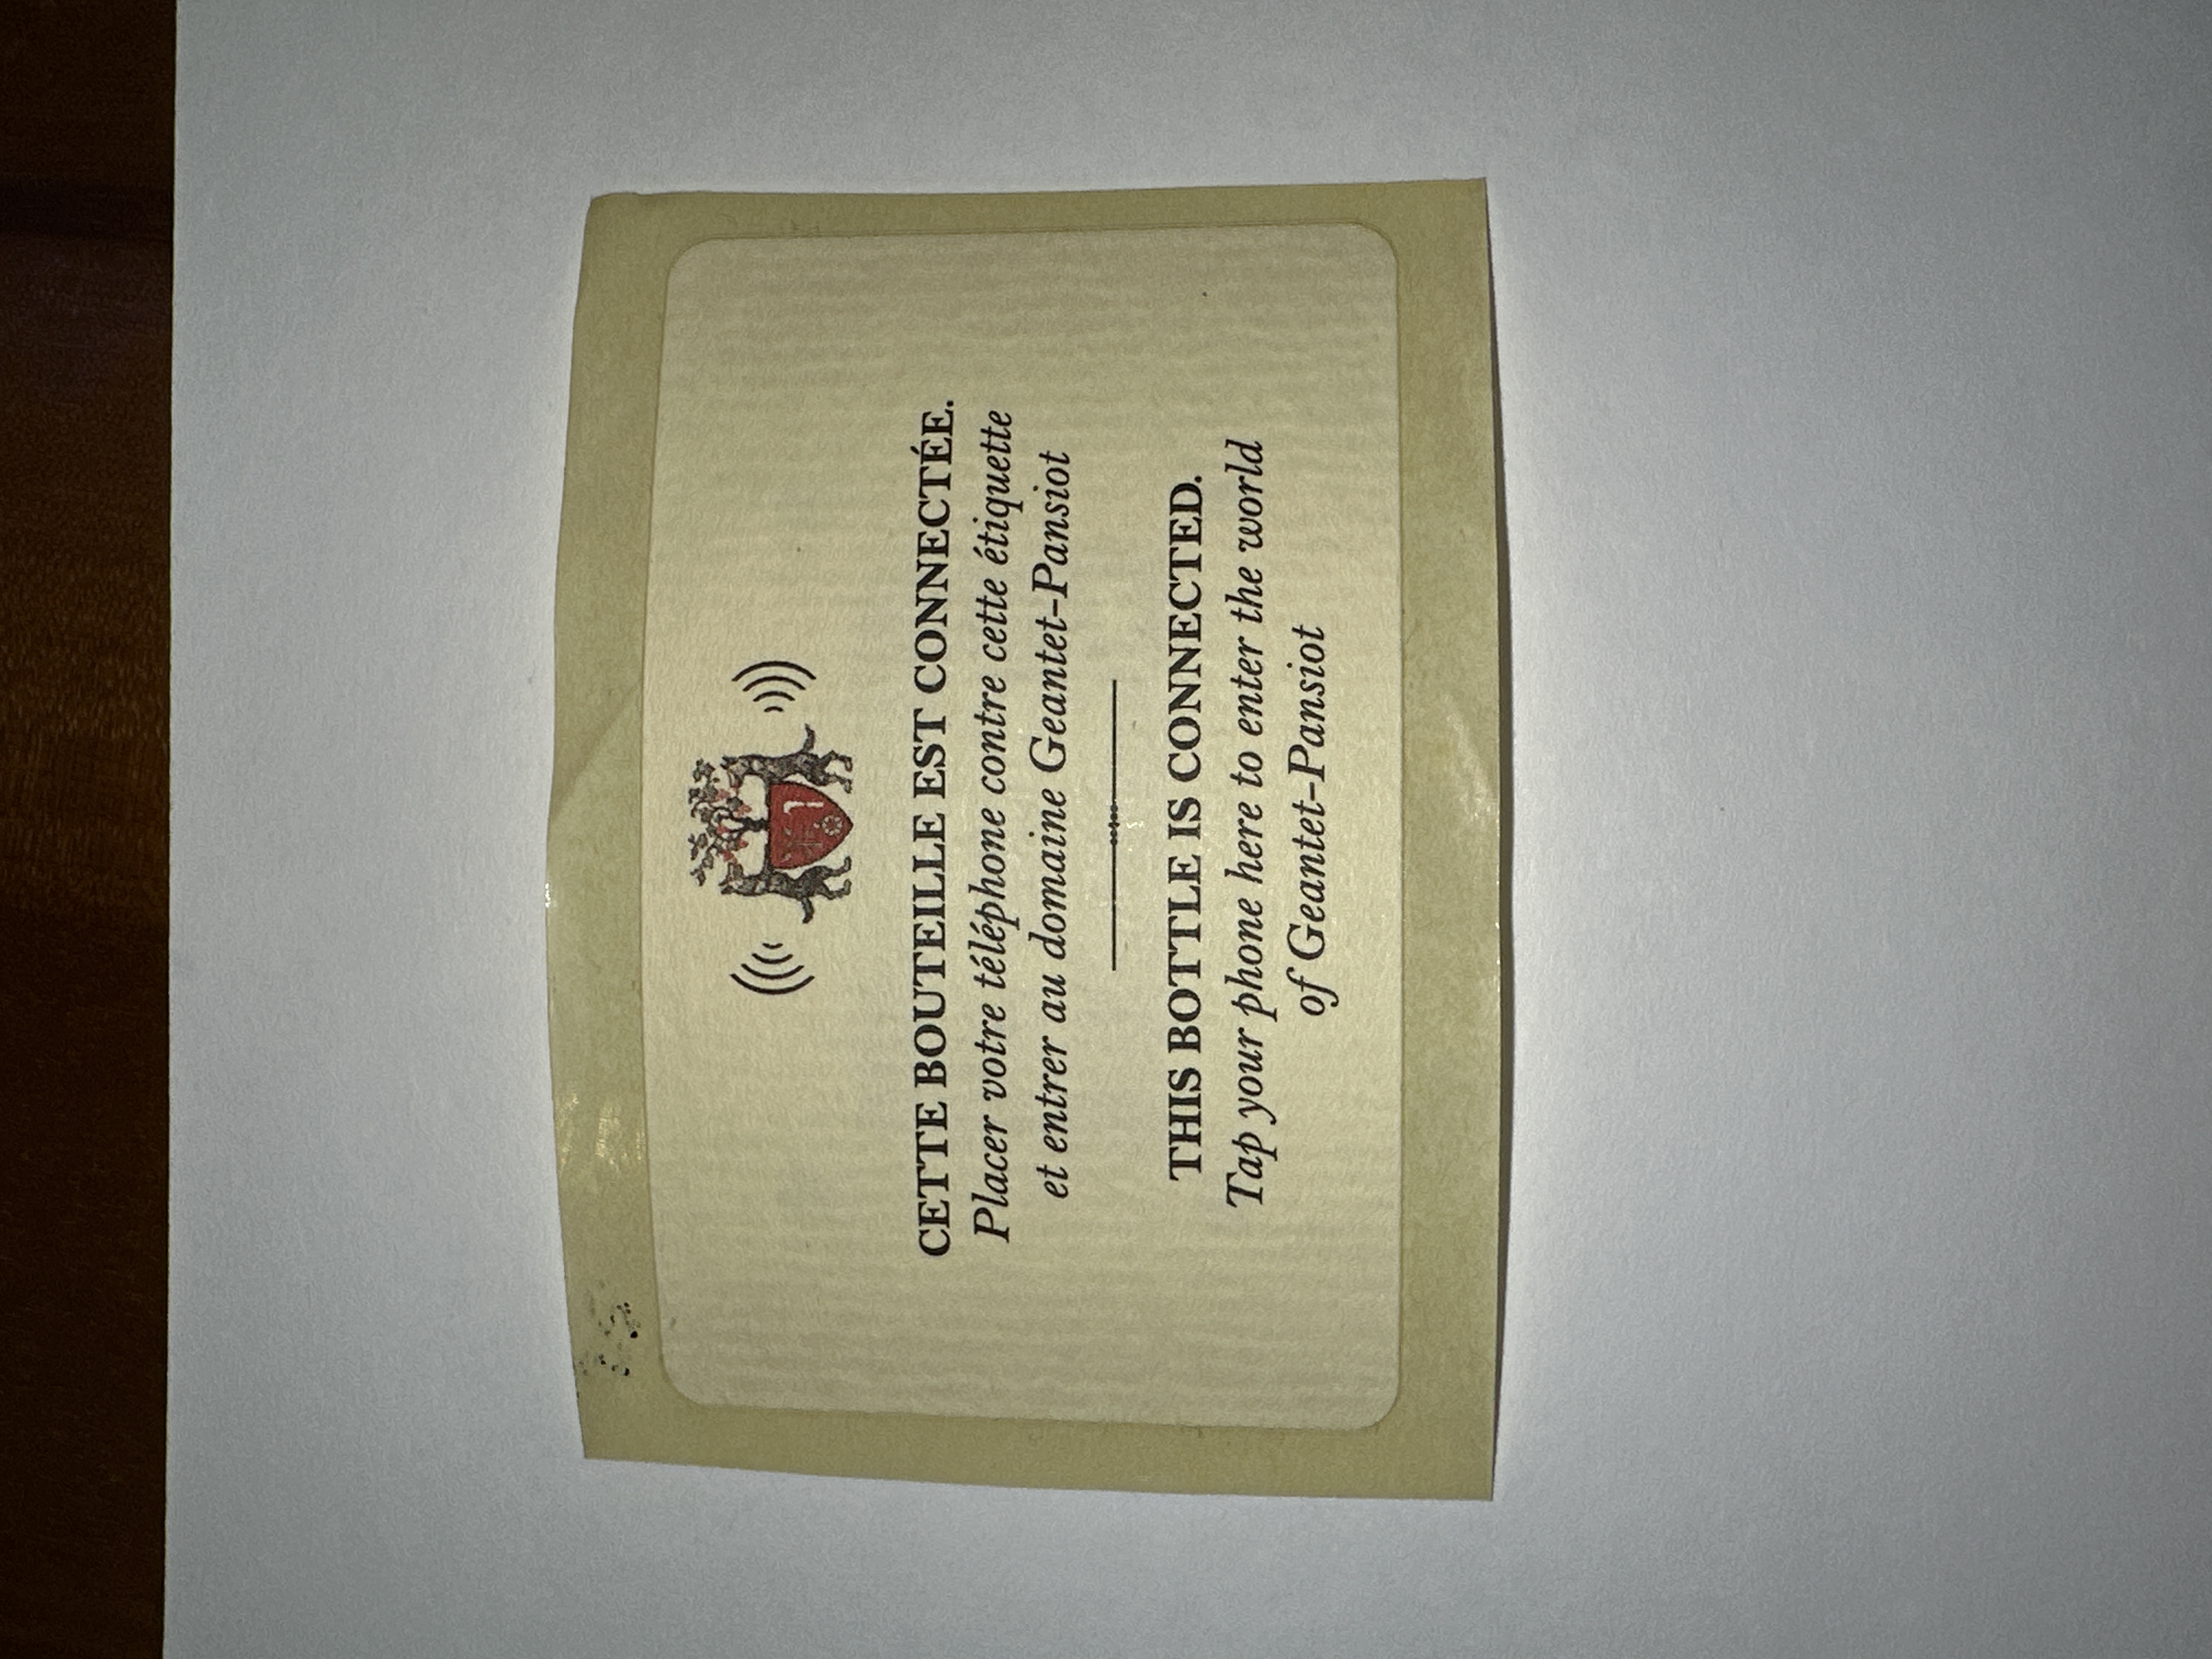 CETTE BOUTEILLE EST CONNECTÉE.
Placer votre téléphone contre cette étiquette
et entrer au domaine Geantet-Pansiot
THIS BOTTLE IS CONNECTED.
Tap your phone here to enter the world
of Geantet-Pansiot